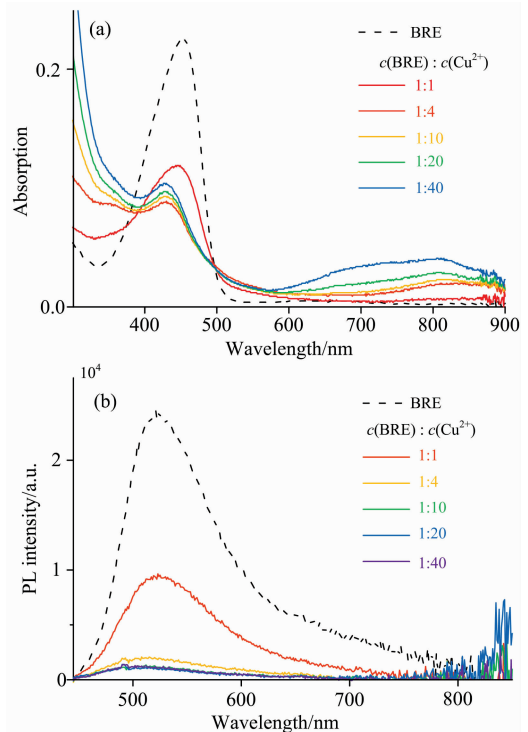 (a)
BRE
c(BRE) : c(Cu²⁺)
1:1
1:4
1:10
1:20
1:40
0.2
0.0
Absorption
400 500 600 700 800 900
Wavelength/nm
10⁴
(b)
BRE
c(BRE) : c(Cu²⁺)
1:1
1:4
1:10
1:20
1:40
2
1
0
PL intensity/a.u.
500 600 700 800
Wavelength/nm